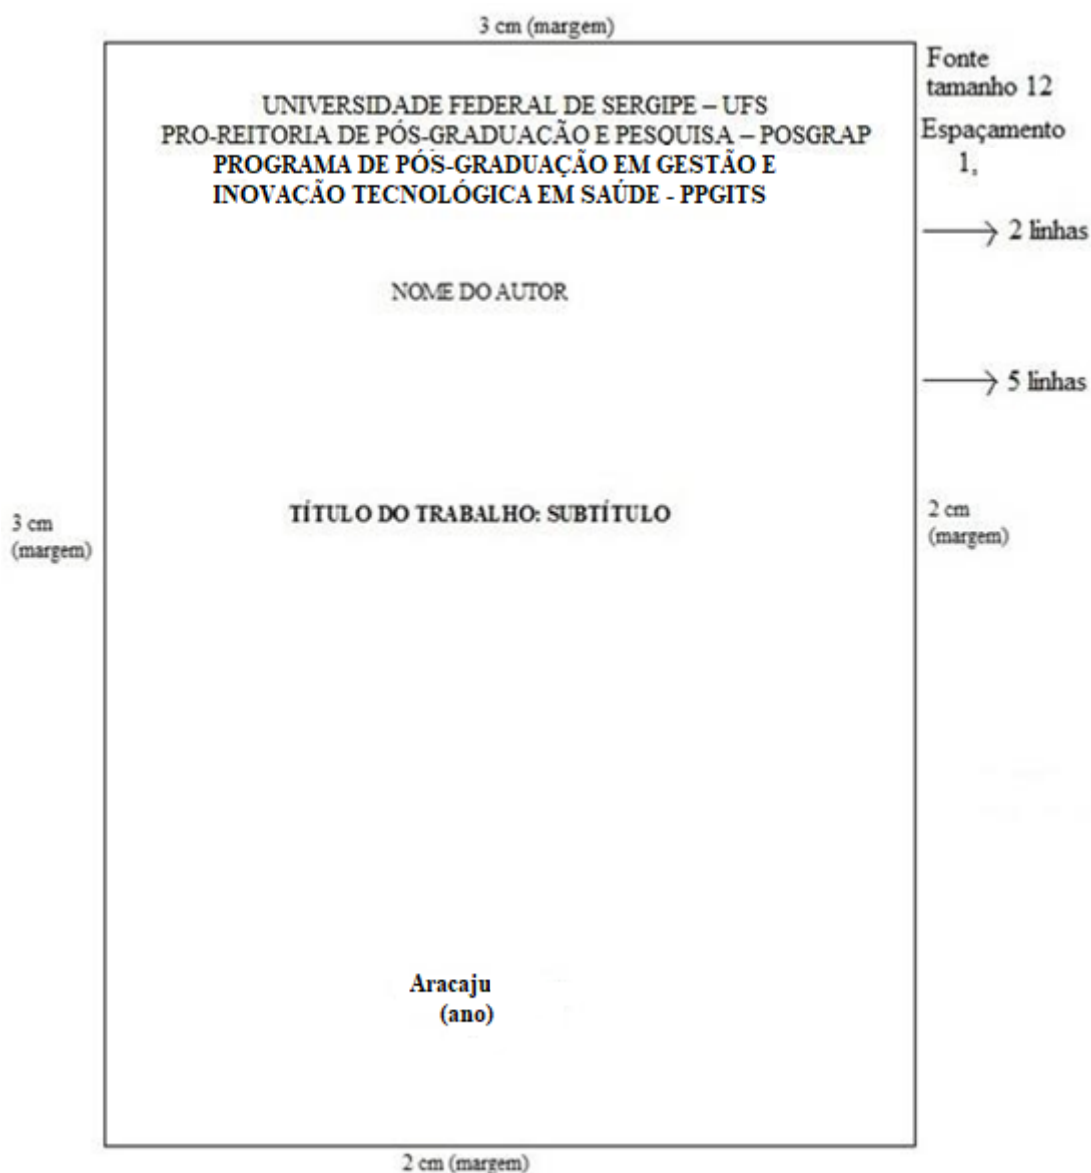 3 cm (margem)
Fonte
tamanho 12
UNIVERSIDADE FEDERAL DE SERGIPE – UFS
PRO-REITORIA DE PÓS-GRADUAÇÃO E PESQUISA – POSGRAP
Espaçamento
1,
PROGRAMA DE PÓS-GRADUAÇÃO EM GESTÃO E
INOVAÇÃO TECNOLÓGICA EM SAÚDE - PPGITS
2 linhas
NOME DO AUTOR
5 linhas
TÍTULO DO TRABALHO: SUBTÍTULO
3 cm
(margem)
2 cm
(margem)
Aracaju
(ano)
2 cm (margem)